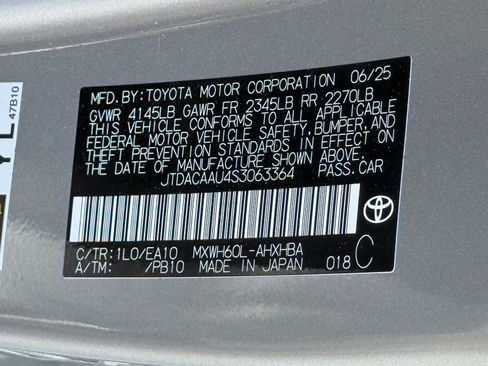 MFD. BY: TOYOTA MOTOR CORPORATION 06/25
GVWR 4145LB GAWR FR 2345LB RR 2270LB
THIS VEHICLE CONFORMS TO ALL APPLICABLE
FEDERAL MOTOR VEHICLE SAFETY, BUMPER, AND
THEFT PREVENTION STANDARDS IN EFFECT ON
THE DATE OF MANUFACTURE SHOWN ABOVE.
JTDACAAU4S3063364 PASS.CAR
C/TR: 1L0/EA10 MXWH60L-AHXHBA
A/TM: /PB10 MADE IN JAPAN 018 C
47B10
YL